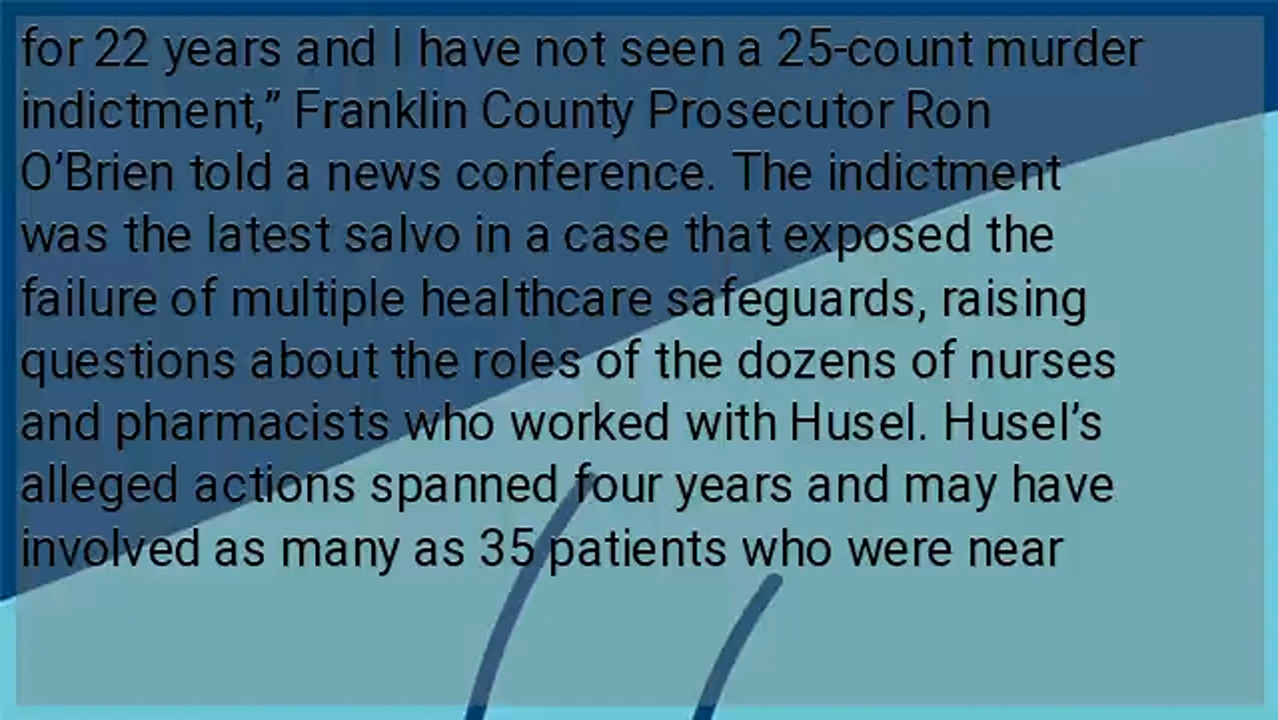 for 22 years and I have not seen a 25-count murder
indictment,” Franklin County Prosecutor Ron
O’Brien told a news conference. The indictment
was the latest salvo in a case that exposed the
failure of multiple healthcare safeguards, raising
questions about the roles of the dozens of nurses
and pharmacists who worked with Husel. Husel’s
alleged actions spanned four years and may have
involved as many as 35 patients who were near